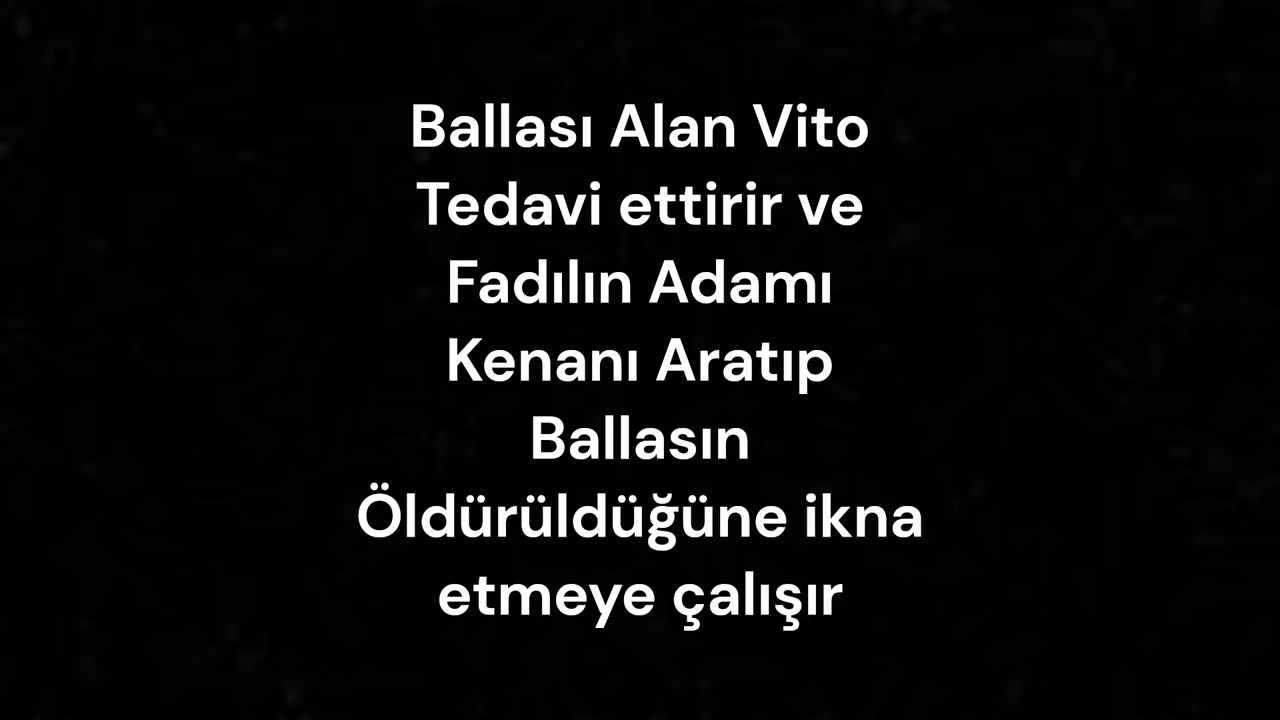 Ballası Alan Vito
Tedavi ettirir ve
Fadılın Adamı
Kenanı Aratıp
Ballasın
Öldürüldüğüne ikna
etmeye çalışır